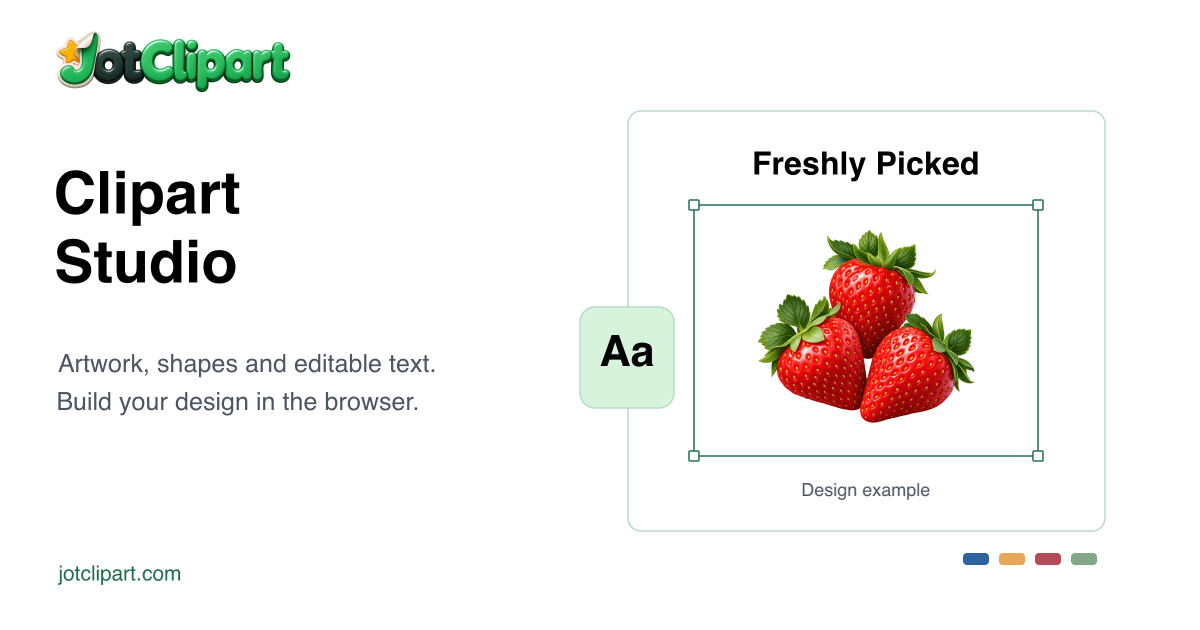 JotClipart
Clipart
Studio
Artwork, shapes and editable text.
Build your design in the browser.
jotclipart.com
Freshly Picked
Aa
Design example